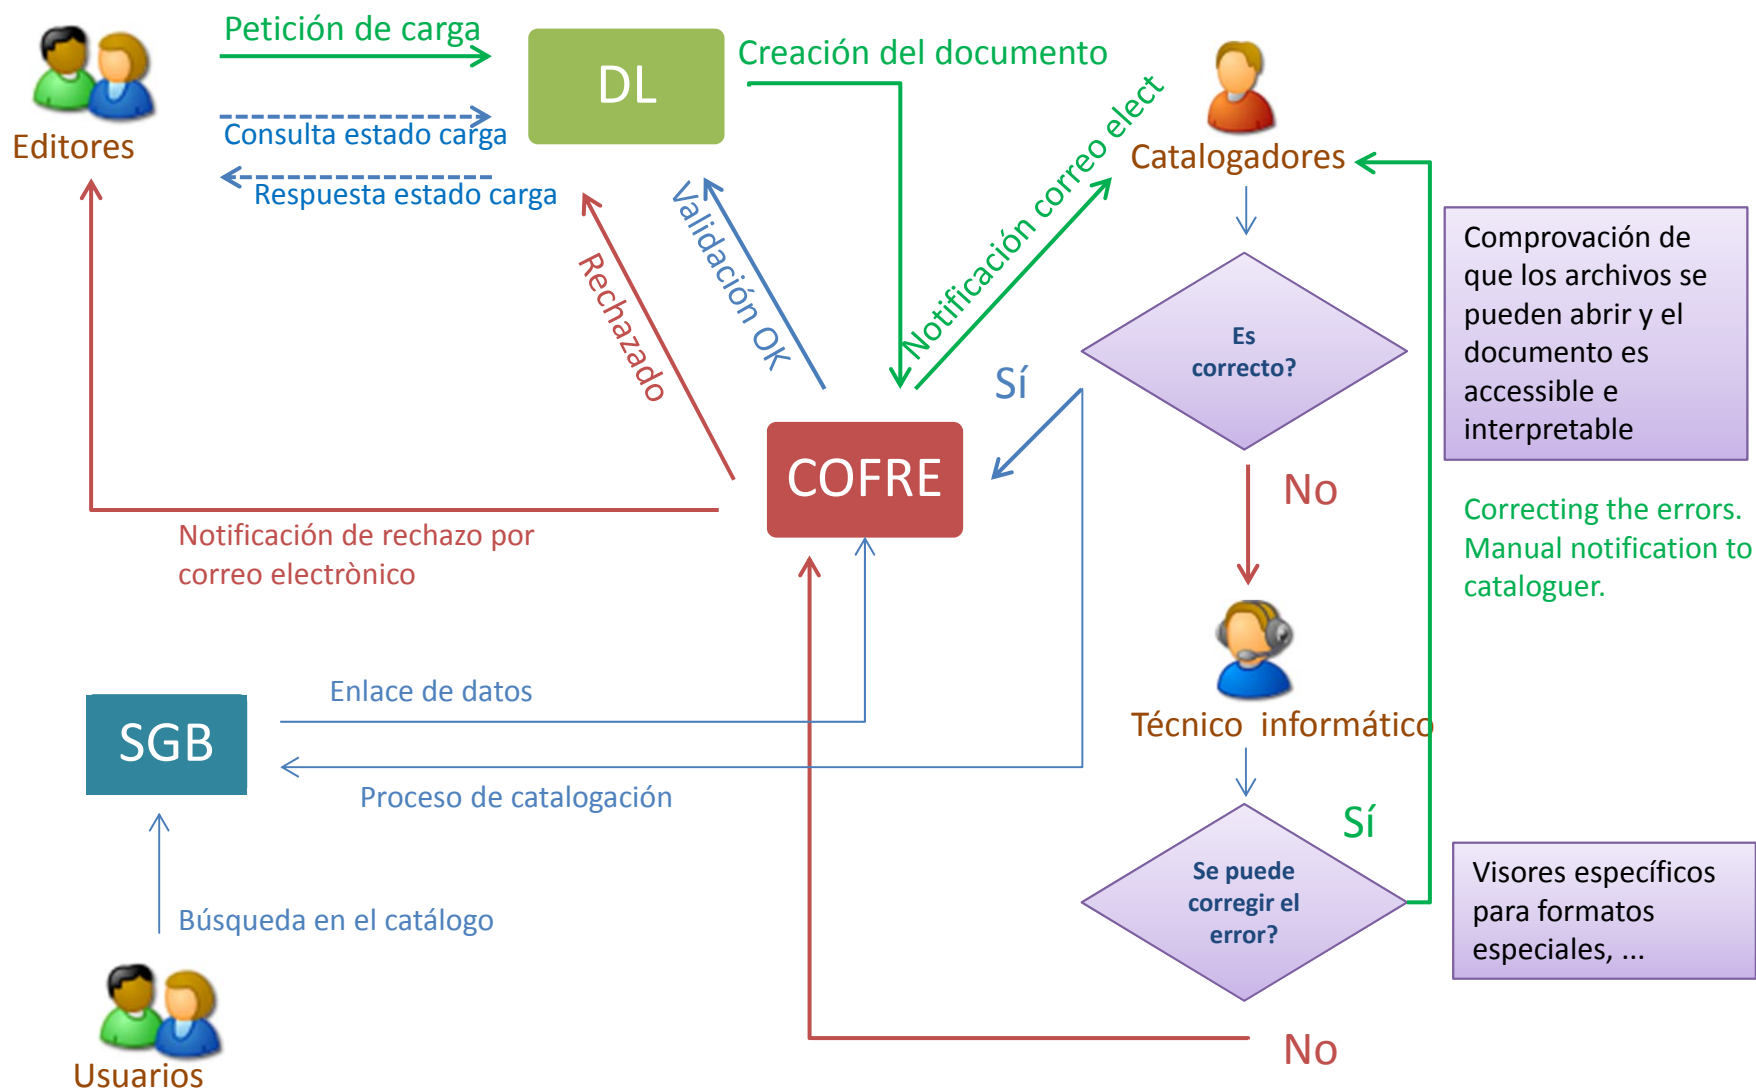 Petición de carga
DL
Creación del documento
Consulta estado carga
Editores
Respuesta estado carga
Catalogadores
Notificación correo elect
Validación OK
Rechazado
Comprovación de
que los archivos se
pueden abrir y el
documento es
accessible e
interpretable
Es
correcto?
Sí
COFRE
No
Correcting the errors.
Manual notification to
cataloguer.
Notificación de rechazo por
correo electrònico
Enlace de datos
SGB
Técnico informático
Proceso de catalogación
Sí
Se puede
corregir el
error?
Visores específicos
para formatos
especiales, ...
Búsqueda en el catálogo
No
Usuarios